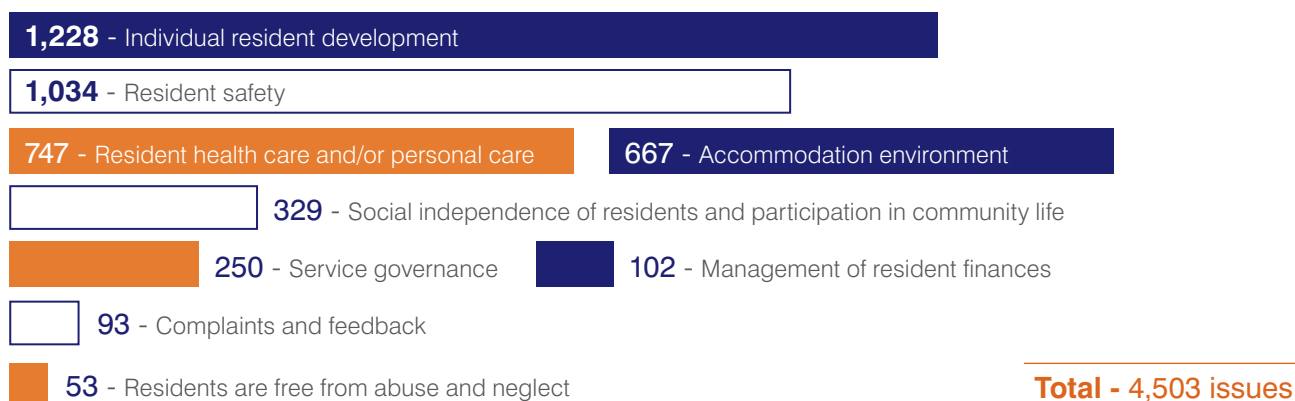 1,228 - Individual resident development
1,034 - Resident safety
747 - Resident health care and/or personal care
667 - Accommodation environment
329 - Social independence of residents and participation in community life
250 - Service governance
102 - Management of resident finances
93 - Complaints and feedback
53 - Residents are free from abuse and neglect
Total - 4,503 issues